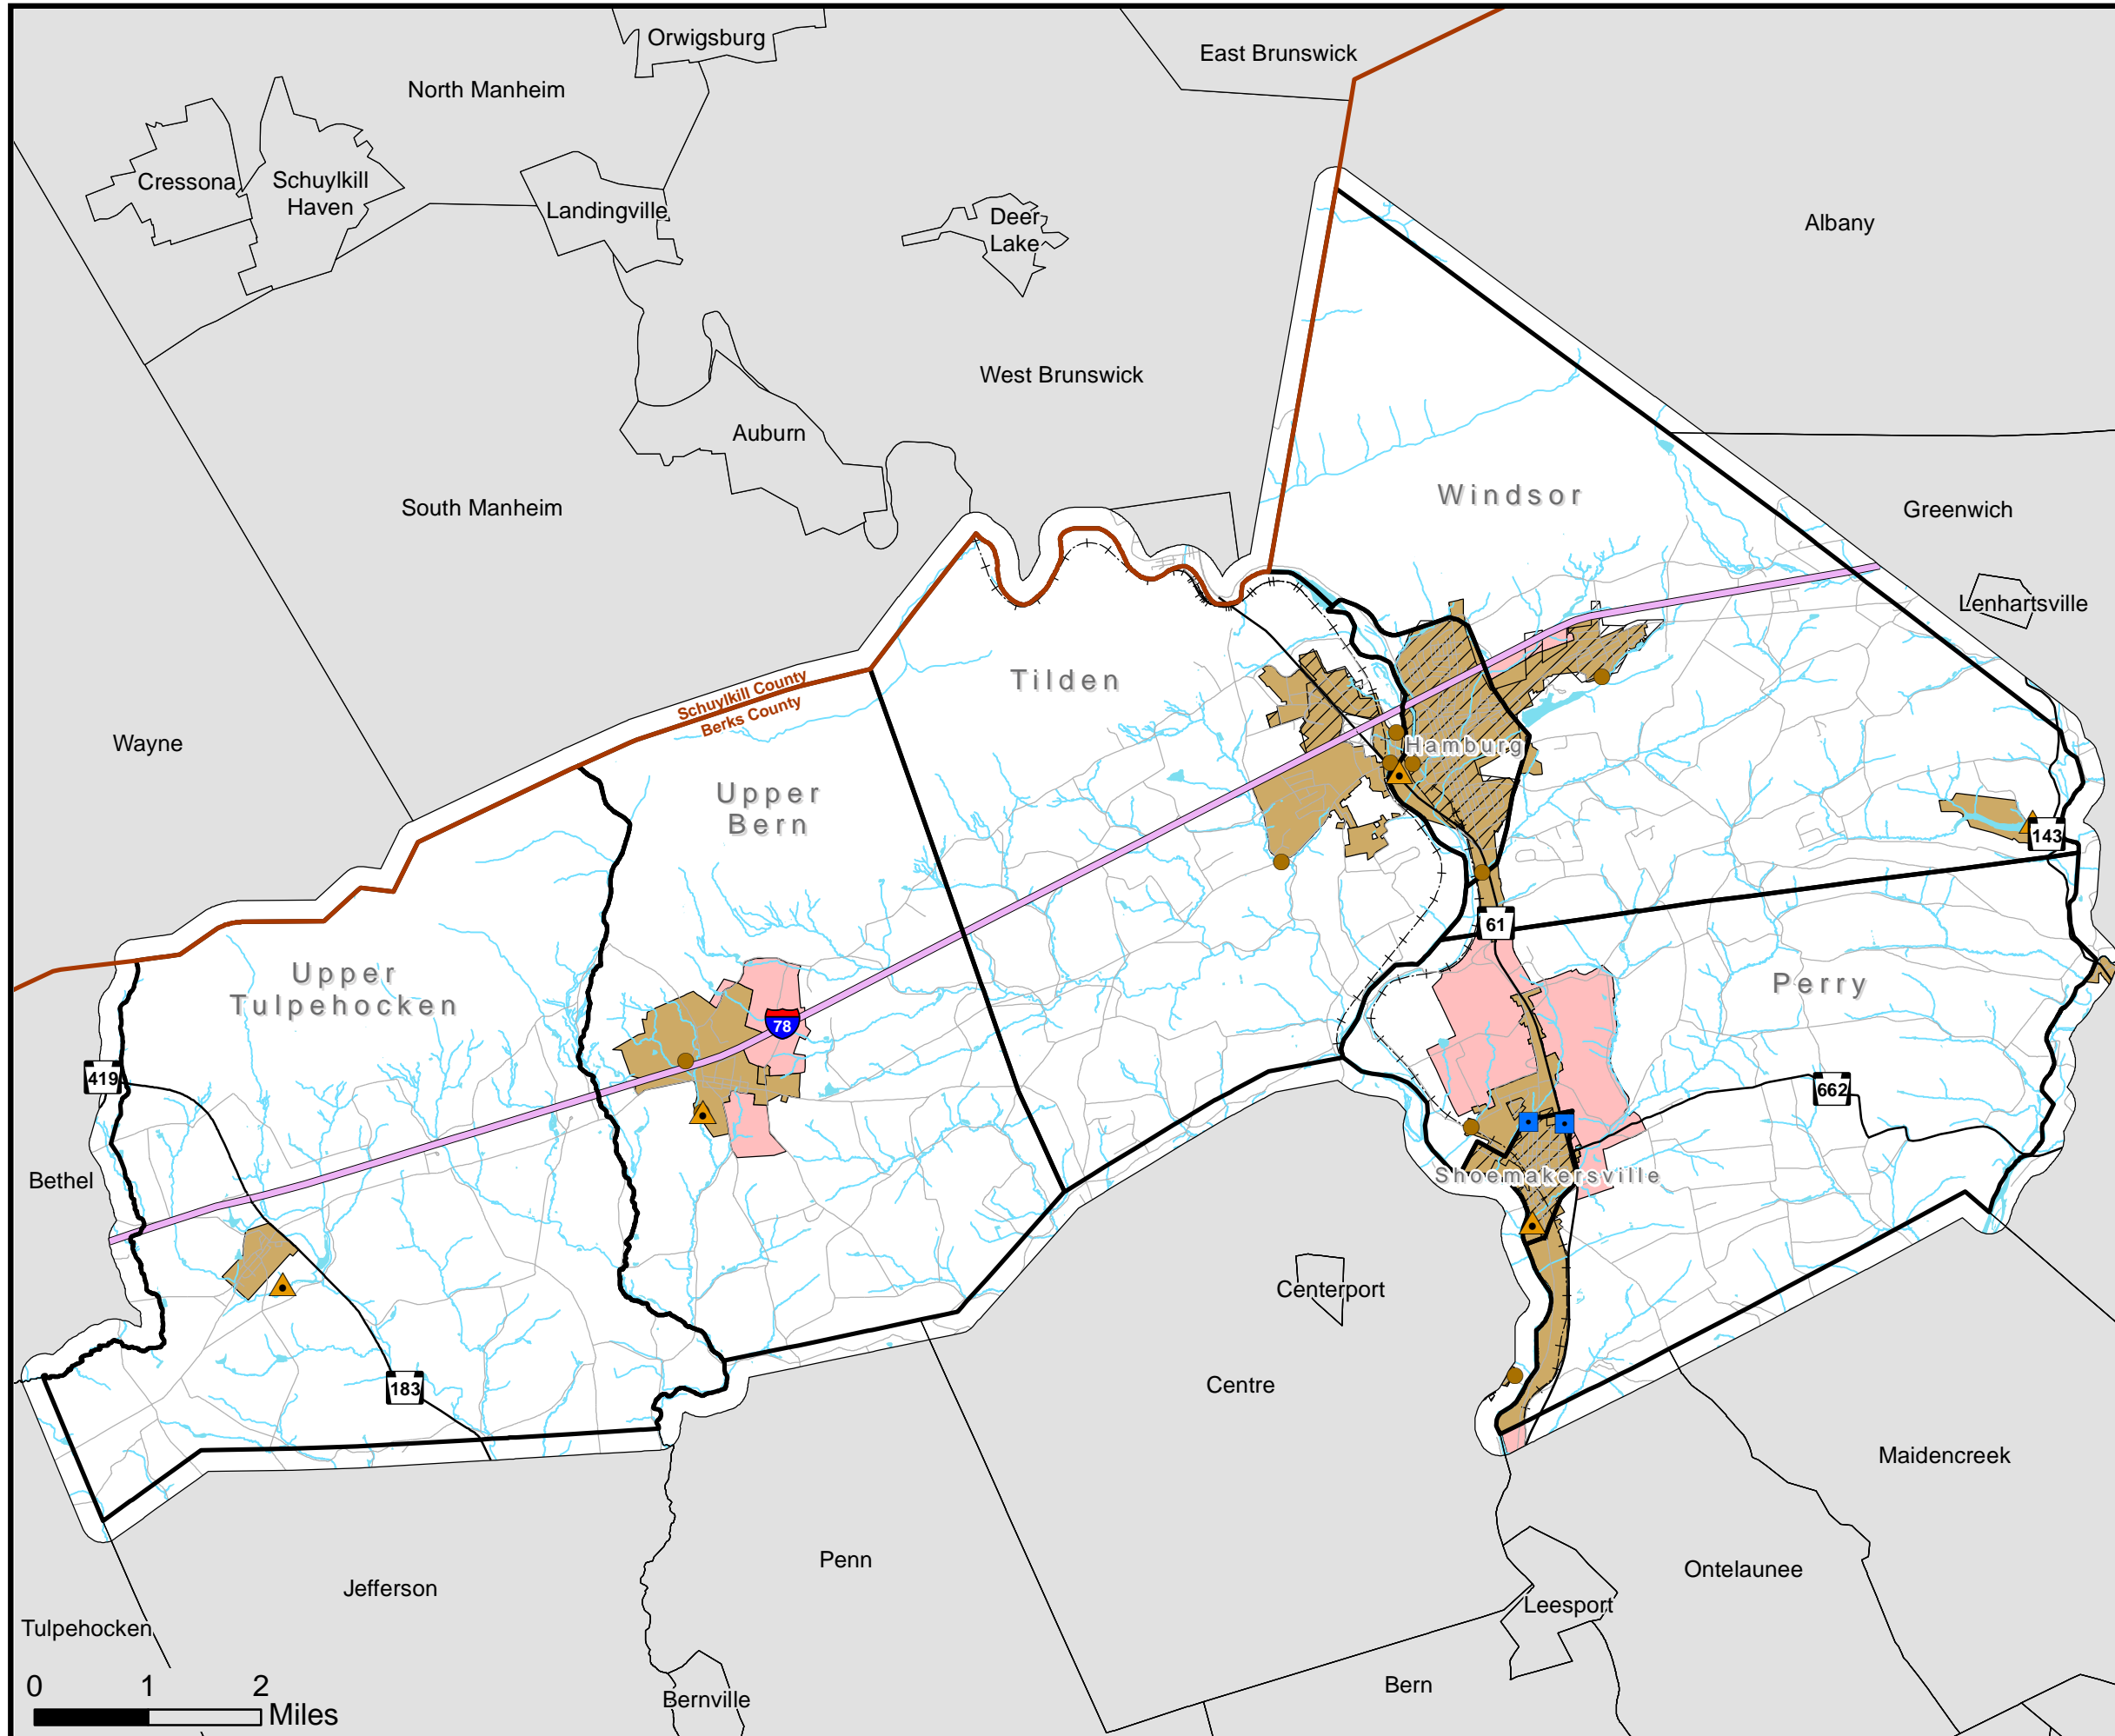 Orwigsburg
East Brunswick
North Manheim
Cressona
Schuylkill
Haven
Landingville
Deer
Lake
Albany
West Brunswick
Auburn
Windsor
South Manheim
Greenwich
Lenhartsville
Tilden
Schuylkill County
Berks County
Wayne
Hamburg
Upper
Bern
143
61
Upper
Tulpehocken
Perry
78
419
662
Bethel
Shoemakersville
Centerport
183
Centre
Maidencreek
Penn
Ontelaunee
Jefferson
Leesport
Tulpehocken
Bern
Bernville
0 1 2
Miles